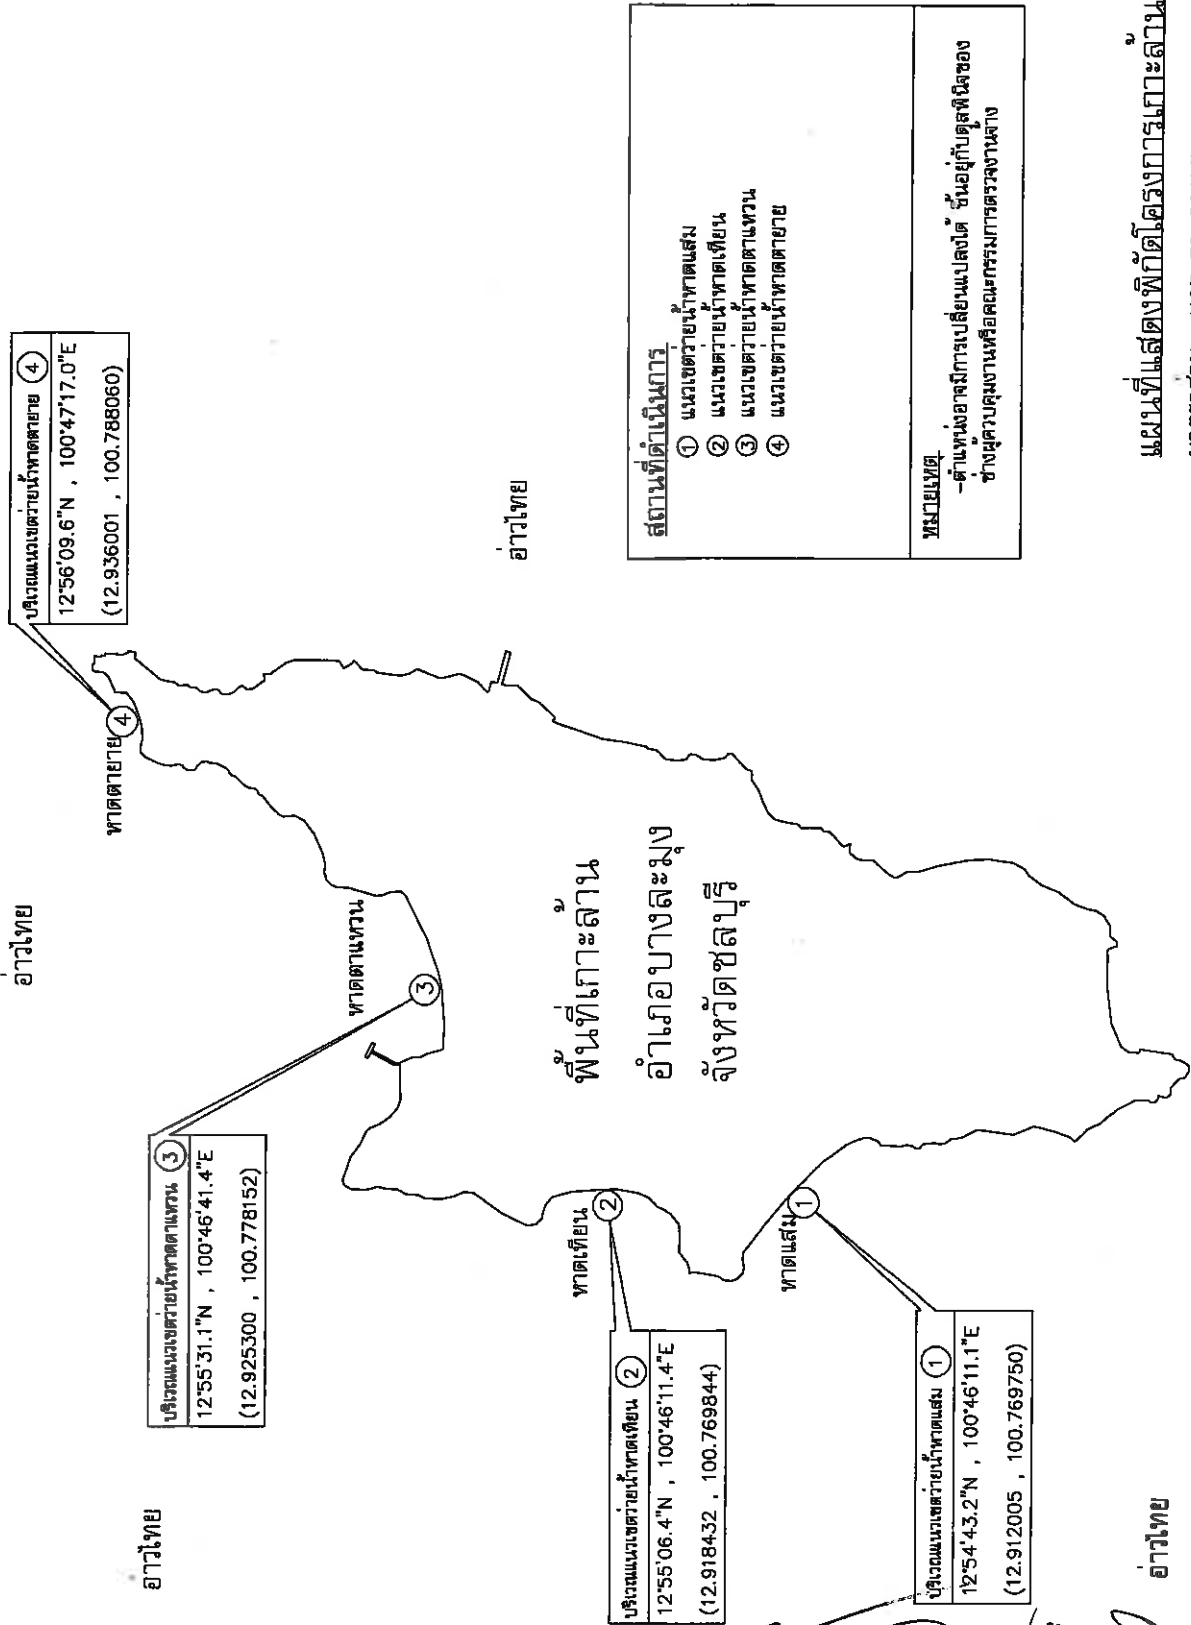 อ่าวไทย
อ่าวไทย
อ่าวไทย
อ่าวไทย
บริเวณแนวเขตว่ายน้ำหาดตายาย ④
12°56'09.6"N , 100°47'17.0"E
(12.936001 , 100.788060)
หาดตายาย
④
บริเวณแนวเขตว่ายน้ำหาดตาแหวน ③
12°55'31.1"N , 100°46'41.4"E
(12.925300 , 100.778152)
หาดตาแหวน
③
บริเวณแนวเขตว่ายน้ำหาดเทียน ②
12°55'06.4"N , 100°46'11.4"E
(12.918432 , 100.769844)
หาดเทียน
②
บริเวณแนวเขตว่ายน้ำหาดแสม ①
12°54'43.2"N , 100°46'11.1"E
(12.912005 , 100.769750)
หาดแสม
①
พื้นที่เกาะล้าน
อำเภอบางละมุง
จังหวัดชลบุรี
สถานที่ดำเนินการ
① แนวเขตว่ายน้ำหาดแสม
② แนวเขตว่ายน้ำหาดเทียน
③ แนวเขตว่ายน้ำหาดตาแหวน
④ แนวเขตว่ายน้ำหาดตายาย
หมายเหตุ
-ตำแหน่งอาจมีการเปลี่ยนแปลงได้ ขึ้นอยู่กับดุลพินิจของ
ช่างผู้ควบคุมงานหรือคณะกรรมการตรวจงานจ้าง
แผนที่แสดงพิกัดโครงการเกาะล้าน